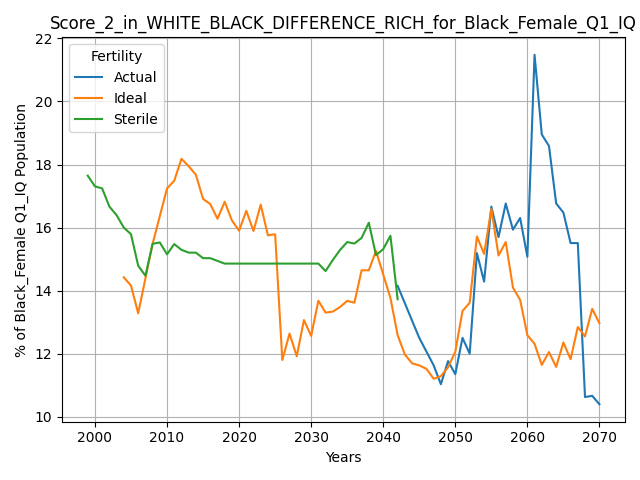 Score_2_in_WHITE_BLACK_DIFFERENCE_RICH_for_Black_Female_Q1_IQ
Fertility
Actual
Ideal
Sterile
% of Black_Female Q1_IQ Population
22
20
18
16
14
12
10
2000 2010 2020 2030 2040 2050 2060 2070
Years